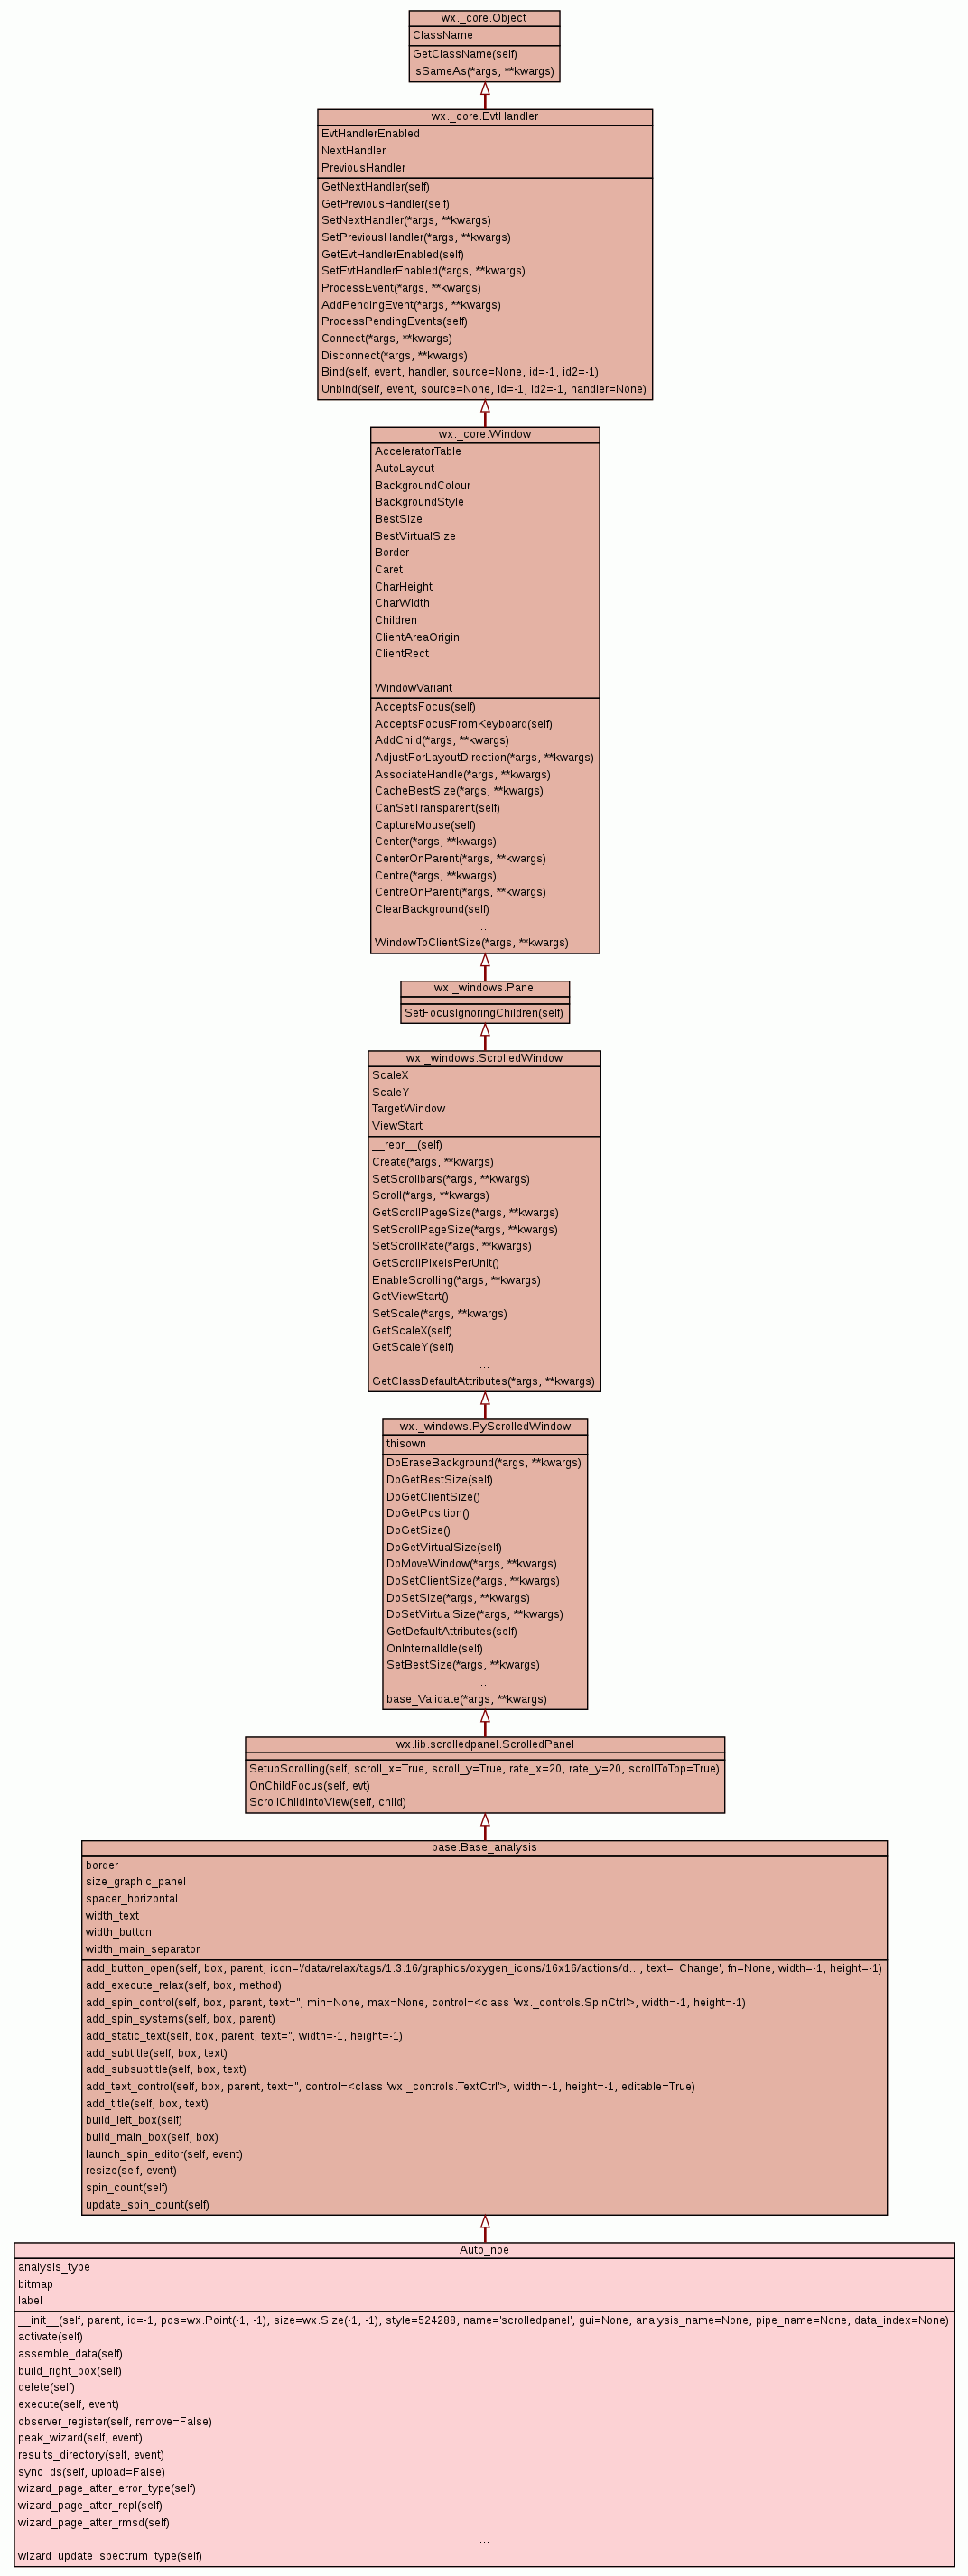 wx._core.Object
ClassName
GetClassName(self)
IsSameAs(*args, **kwargs)
wx._core.EvtHandler
EvtHandlerEnabled
NextHandler
PreviousHandler
GetNextHandler(self)
GetPreviousHandler(self)
SetNextHandler(*args, **kwargs)
SetPreviousHandler(*args, **kwargs)
GetEvtHandlerEnabled(self)
SetEvtHandlerEnabled(*args, **kwargs)
ProcessEvent(*args, **kwargs)
AddPendingEvent(*args, **kwargs)
ProcessPendingEvents(self)
Connect(*args, **kwargs)
Disconnect(*args, **kwargs)
Bind(self, event, handler, source=None, id=-1, id2=-1)
Unbind(self, event, source=None, id=-1, id2=-1, handler=None)
wx._core.Window
AcceleratorTable
AutoLayout
BackgroundColour
BackgroundStyle
BestSize
BestVirtualSize
Border
Caret
CharHeight
CharWidth
Children
ClientAreaOrigin
ClientRect
...
WindowVariant
AcceptsFocus(self)
AcceptsFocusFromKeyboard(self)
AddChild(*args, **kwargs)
AdjustForLayoutDirection(*args, **kwargs)
AssociateHandle(*args, **kwargs)
CacheBestSize(*args, **kwargs)
CanSetTransparent(self)
CaptureMouse(self)
Center(*args, **kwargs)
CenterOnParent(*args, **kwargs)
Centre(*args, **kwargs)
CentreOnParent(*args, **kwargs)
ClearBackground(self)
...
WindowToClientSize(*args, **kwargs)
wx._windows.Panel
SetFocusIgnoringChildren(self)
wx._windows.ScrolledWindow
ScaleX
ScaleY
TargetWindow
ViewStart
__repr__(self)
Create(*args, **kwargs)
SetScrollbars(*args, **kwargs)
Scroll(*args, **kwargs)
GetScrollPageSize(*args, **kwargs)
SetScrollPageSize(*args, **kwargs)
SetScrollRate(*args, **kwargs)
GetScrollPixelsPerUnit()
EnableScrolling(*args, **kwargs)
GetViewStart()
SetScale(*args, **kwargs)
GetScaleX(self)
GetScaleY(self)
...
GetClassDefaultAttributes(*args, **kwargs)
wx._windows.PyScrolledWindow
thisown
DoEraseBackground(*args, **kwargs)
DoGetBestSize(self)
DoGetClientSize()
DoGetPosition()
DoGetSize()
DoGetVirtualSize(self)
DoMoveWindow(*args, **kwargs)
DoSetClientSize(*args, **kwargs)
DoSetSize(*args, **kwargs)
DoSetVirtualSize(*args, **kwargs)
GetDefaultAttributes(self)
OnInternalIdle(self)
SetBestSize(*args, **kwargs)
...
base_Validate(*args, **kwargs)
wx.lib.scrolledpanel.ScrolledPanel
SetupScrolling(self, scroll_x=True, scroll_y=True, rate_x=20, rate_y=20, scrollToTop=True)
OnChildFocus(self, evt)
ScrollChildIntoView(self, child)
base.Base_analysis
border
size_graphic_panel
spacer_horizontal
width_text
width_button
width_main_separator
add_button_open(self, box, parent, icon='/data/relax/tags/1.3.16/graphics/oxygen_icons/16x16/actions/d..., text=' Change', fn=None, width=-1, height=-1)
add_execute_relax(self, box, method)
add_spin_control(self, box, parent, text='', min=None, max=None, control=<class 'wx._controls.SpinCtrl'>, width=-1, height=-1)
add_spin_systems(self, box, parent)
add_static_text(self, box, parent, text='', width=-1, height=-1)
add_subtitle(self, box, text)
add_subsubtitle(self, box, text)
add_text_control(self, box, parent, text='', control=<class 'wx._controls.TextCtrl'>, width=-1, height=-1, editable=True)
add_title(self, box, text)
build_left_box(self)
build_main_box(self, box)
launch_spin_editor(self, event)
resize(self, event)
spin_count(self)
update_spin_count(self)
Auto_noe
analysis_type
bitmap
label
__init__(self, parent, id=-1, pos=wx.Point(-1, -1), size=wx.Size(-1, -1), style=524288, name='scrolledpanel', gui=None, analysis_name=None, pipe_name=None, data_index=None)
activate(self)
assemble_data(self)
build_right_box(self)
delete(self)
execute(self, event)
observer_register(self, remove=False)
peak_wizard(self, event)
results_directory(self, event)
sync_ds(self, upload=False)
wizard_page_after_error_type(self)
wizard_page_after_repl(self)
wizard_page_after_rmsd(self)
...
wizard_update_spectrum_type(self)